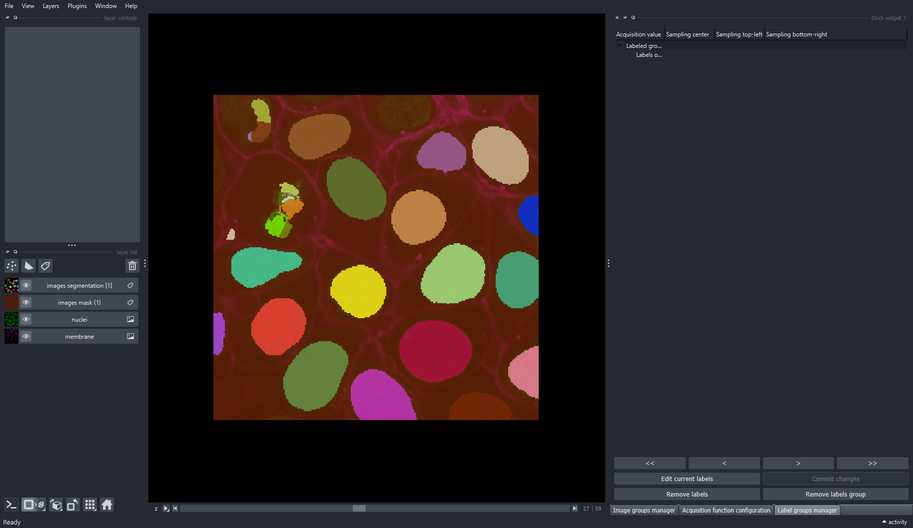 File View Layers Plugins Window Help
layer controls
Dock widget 1
Acquisition value Sampling center Sampling top-left Sampling bottom-right
Labeled gro...
Labels o...
layer list
images segmentation [1]
images mask (1)
nuclei
membrane
<< < > >>
Edit current labels Commit changes
Remove labels Remove labels group
z 27 59
Image groups manager Acquisition function configuration Label groups manager
Ready
activity